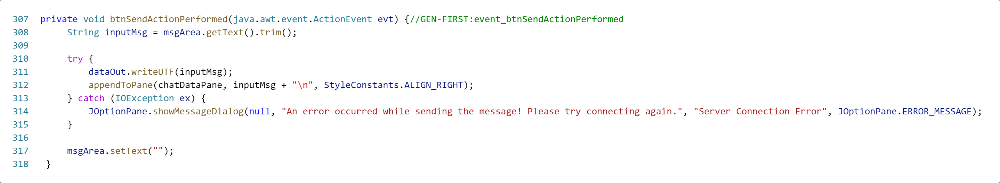 307 private void btnSendActionPerformed(java.awt.event.ActionEvent evt) {//GEN-FIRST:event_btnSendActionPerformed
308     String inputMsg = msgArea.getText().trim();
309
310     try {
311         dataOut.writeUTF(inputMsg);
312         appendToPane(chatDataPane, inputMsg + "\n", StyleConstants.ALIGN_RIGHT);
313     } catch (IOException ex) {
314         JOptionPane.showMessageDialog(null, "An error occurred while sending the message! Please try connecting again.", "Server Connection Error", JOptionPane.ERROR_MESSAGE);
315     }
316
317     msgArea.setText("");
318 }